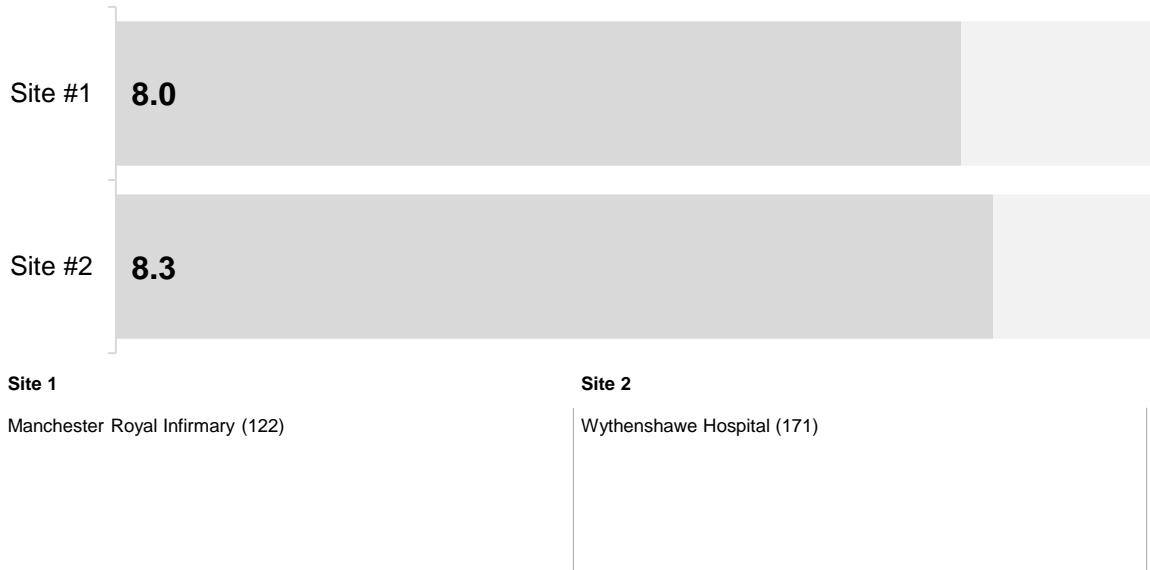 Site #1
8.0
Site #2
8.3
Site 1
Site 2
Manchester Royal Infirmary (122)
Wythenshawe Hospital (171)